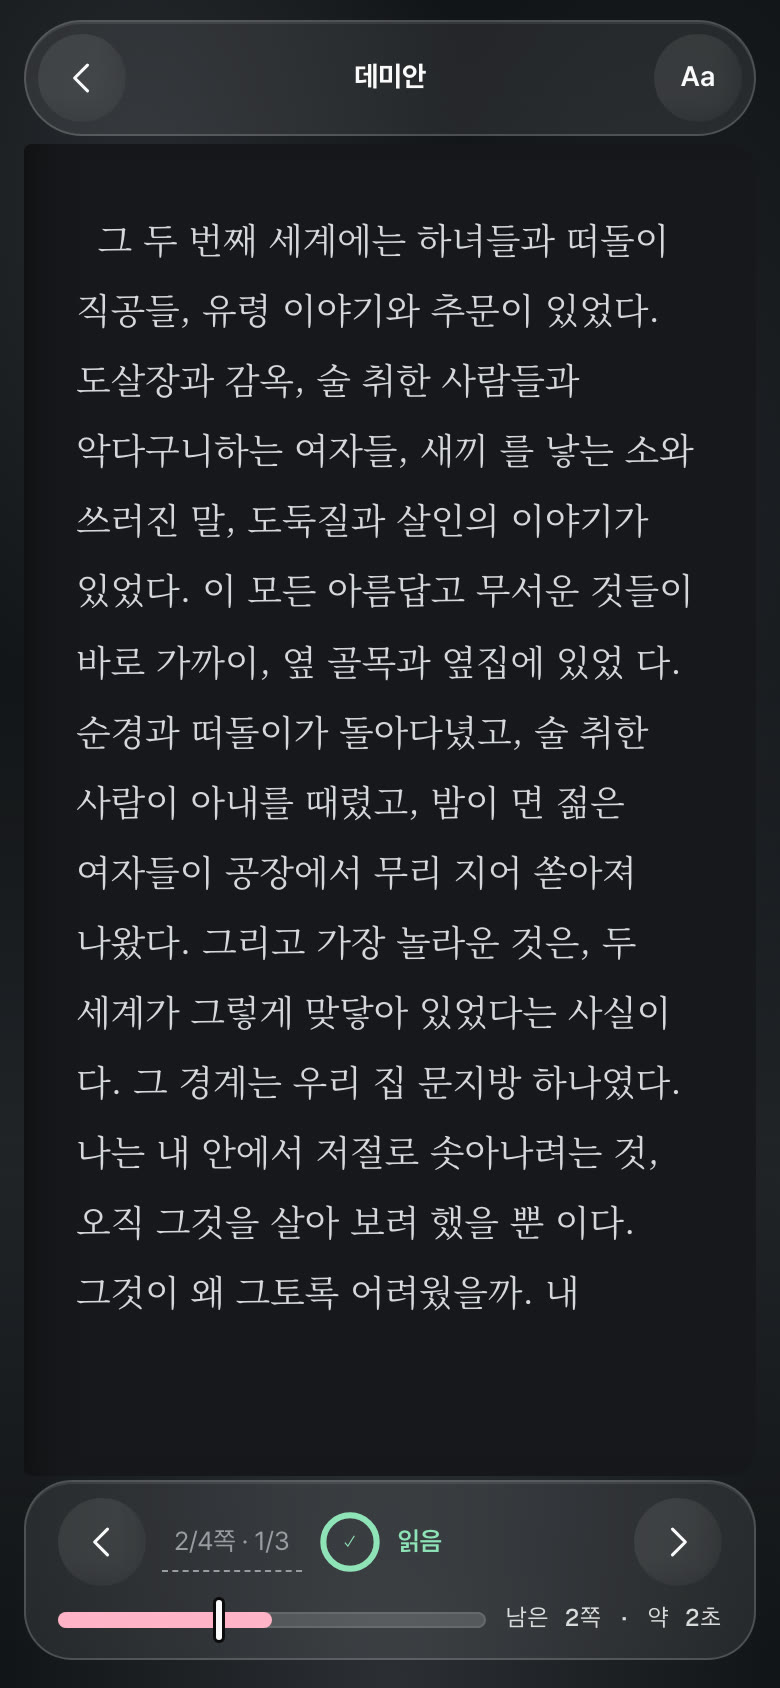 데미안
Aa
그 두 번째 세계에는 하녀들과 떠돌이
직공들, 유령 이야기와 추문이 있었다.
도살장과 감옥, 술 취한 사람들과
악다구니하는 여자들, 새끼 를 낳는 소와
쓰러진 말, 도둑질과 살인의 이야기가
있었다. 이 모든 아름답고 무서운 것들이
바로 가까이, 옆 골목과 옆집에 있었 다.
순경과 떠돌이가 돌아다녔고, 술 취한
사람이 아내를 때렸고, 밤이 면 젊은
여자들이 공장에서 무리 지어 쏟아져
나왔다. 그리고 가장 놀라운 것은, 두
세계가 그렇게 맞닿아 있었다는 사실이
다. 그 경계는 우리 집 문지방 하나였다.
나는 내 안에서 저절로 솟아나려는 것,
오직 그것을 살아 보려 했을 뿐 이다.
그것이 왜 그토록 어려웠을까. 내
2/4쪽 · 1/3
✓ 읽음
남은 2쪽 · 약 2초